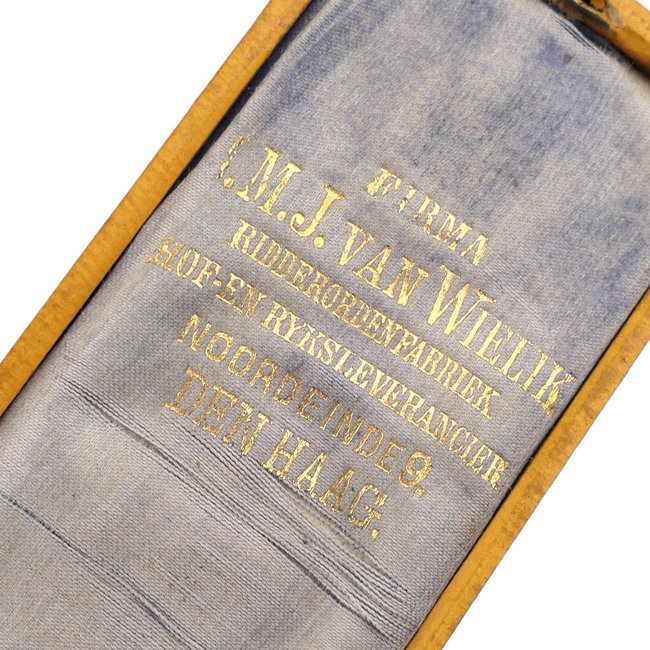 FIRMA
M.J. VAN WIELIK
RIDDERORDENFABRIEK
HOF-EN RYKSLEVERANCIER
NOORDEINDE 9,
DEN HAAG.